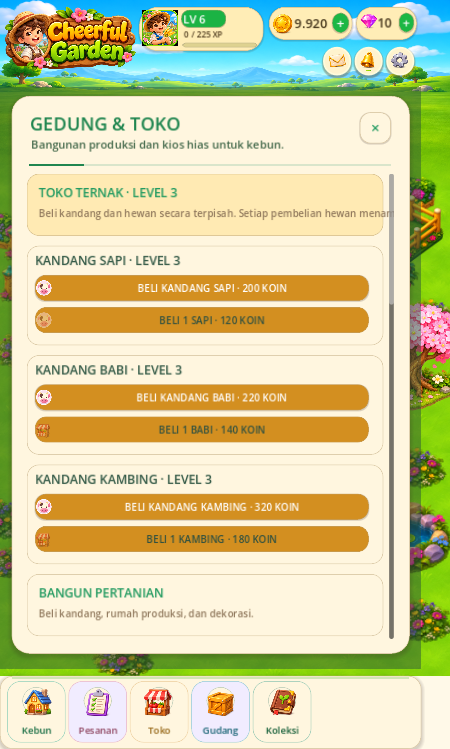 Cheerful
Garden
LV 6
0 / 225 XP
9.920
+
10
+
GEDUNG & TOKO
Bangunan produksi dan kios hias untuk kebun.
×
TOKO TERNAK · LEVEL 3
Beli kandang dan hewan secara terpisah. Setiap pembelian hewan menam
KANDANG SAPI · LEVEL 3
BELI KANDANG SAPI · 200 KOIN
BELI 1 SAPI · 120 KOIN
KANDANG BABI · LEVEL 3
BELI KANDANG BABI · 220 KOIN
BELI 1 BABI · 140 KOIN
KANDANG KAMBING · LEVEL 3
BELI KANDANG KAMBING · 320 KOIN
BELI 1 KAMBING · 180 KOIN
BANGUN PERTANIAN
Beli kandang, rumah produksi, dan dekorasi.
Kebun
Pesanan
Toko
Gudang
Koleksi